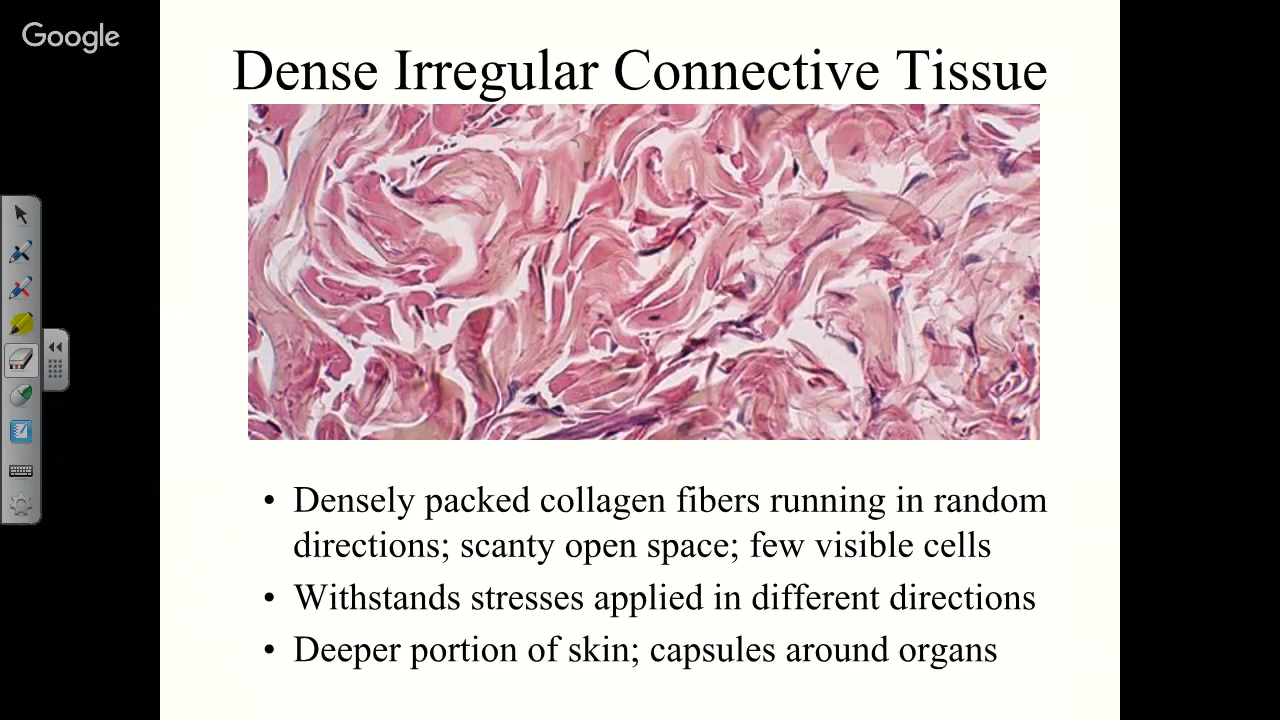 Google
Dense Irregular Connective Tissue
• Densely packed collagen fibers running in random
directions; scanty open space; few visible cells
• Withstands stresses applied in different directions
• Deeper portion of skin; capsules around organs